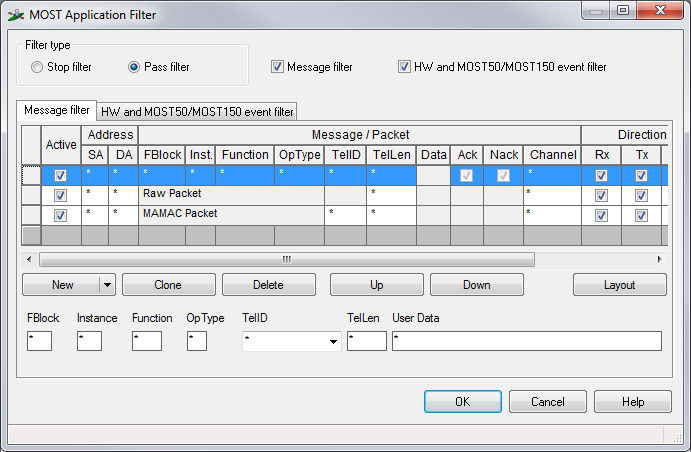 MOST Application Filter
Filter type
Stop filter Pass filter Message filter HW and MOST50/MOST150 event filter
Message filter HW and MOST50/MOST150 event filter
Active Address Message / Packet Direction
SA DA FBlock Inst. Function OpType TelID TelLen Data Ack Nack Channel Rx Tx
* * * * * * * * *
* * Raw Packet * *
* * MAMAC Packet * * *
New Clone Delete Up Down Layout
FBlock Instance Function OpType TelID TelLen User Data
* * * * * * *
OK Cancel Help